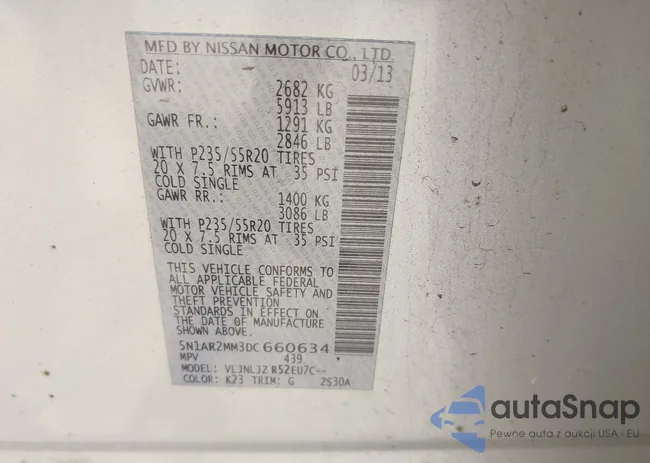 MFD BY NISSAN MOTOR CO., LTD.
DATE: 03/13
GVWR: 2682 KG
5913 LB
GAWR FR.: 1291 KG
2846 LB
WITH P235/55R20 TIRES
20 X 7.5 RIMS AT 35 PSI
COLD SINGLE
GAWR RR.: 1400 KG
3086 LB
WITH P235/55R20 TIRES
20 X 7.5 RIMS AT 35 PSI
COLD SINGLE
THIS VEHICLE CONFORMS TO
ALL APPLICABLE FEDERAL
MOTOR VEHICLE SAFETY AND
THEFT PREVENTION
STANDARDS IN EFFECT ON
THE DATE OF MANUFACTURE
SHOWN ABOVE.
5N1AR2MM3DC660634
MPV 439
MODEL: VL3NLJZ R52EU7C--
COLOR: K23 TRIM: G 2S30A
autaSnap
Pewne auta z aukcji USA i EU